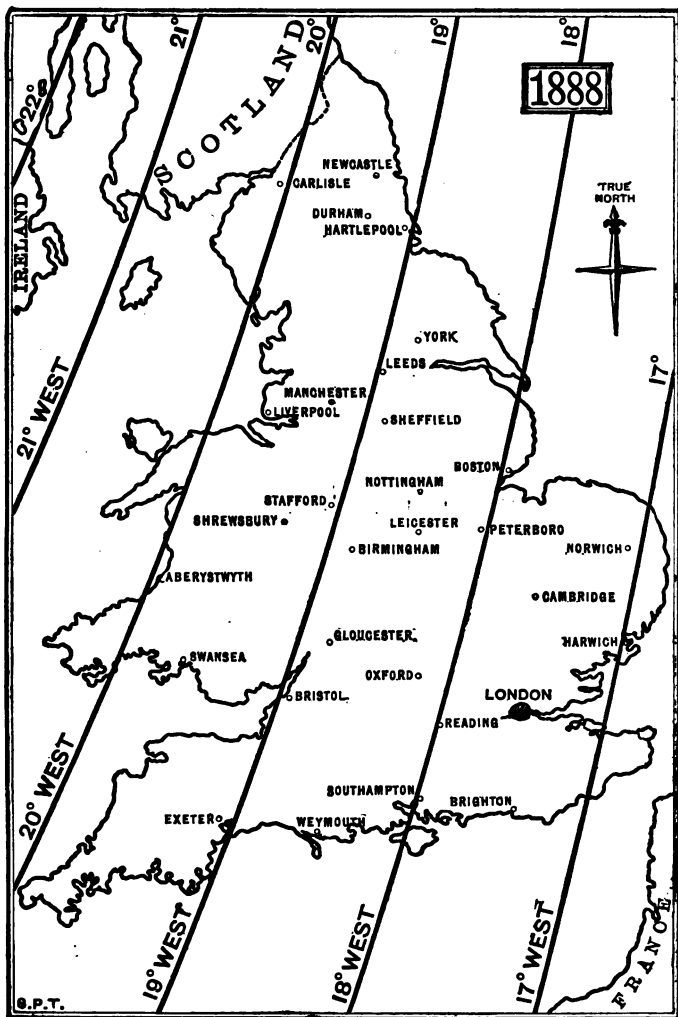 21°
20°
19°
18°
22°
1888
SCOTLAND
NEWCASTLE
CARLISLE
TRUE
NORTH
DURHAM
HARTLEPOOL
IRELAND
YORK
LEEDS
17°
MANCHESTER
LIVERPOOL
SHEFFIELD
21° WEST
BOSTON
NOTTINGHAM
STAFFORD
SHREWSBURY
LEICESTER
PETERBORO
BIRMINGHAM
NORWICH
ABERYSTWYTH
CAMBRIDGE
GLOUCESTER
HARWICH
SWANSEA
OXFORD
LONDON
BRISTOL
READING
20° WEST
SOUTHAMPTON
BRIGHTON
EXETER
WEYMOUTH
FRANCE
19° WEST
18° WEST
17° WEST
S.P.T.